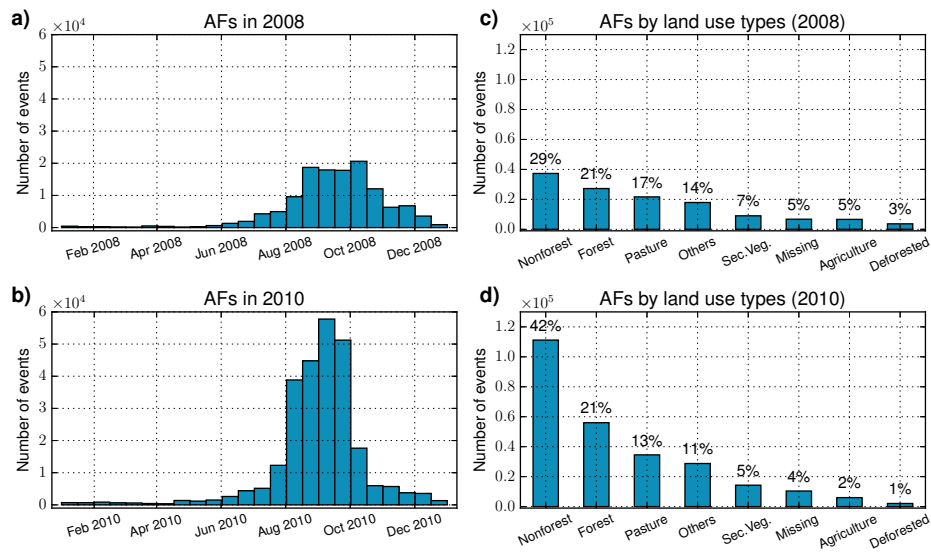 a)
AFs in 2008
×10⁴
6
5
4
3
2
1
0
Number of events
Feb 2008 Apr 2008 Jun 2008 Aug 2008 Oct 2008 Dec 2008
c)
AFs by land use types (2008)
×10⁵
1.2
1.0
0.8
0.6
0.4
0.2
0.0
Number of events
29% 21% 17% 14% 7% 5% 5% 3%
Nonforest Forest Pasture Others Sec.Veg. Missing Agriculture Deforested
b)
AFs in 2010
×10⁴
6
5
4
3
2
1
0
Number of events
Feb 2010 Apr 2010 Jun 2010 Aug 2010 Oct 2010 Dec 2010
d)
AFs by land use types (2010)
×10⁵
1.2
1.0
0.8
0.6
0.4
0.2
0.0
Number of events
42% 21% 13% 11% 5% 4% 2% 1%
Nonforest Forest Pasture Others Sec.Veg. Missing Agriculture Deforested